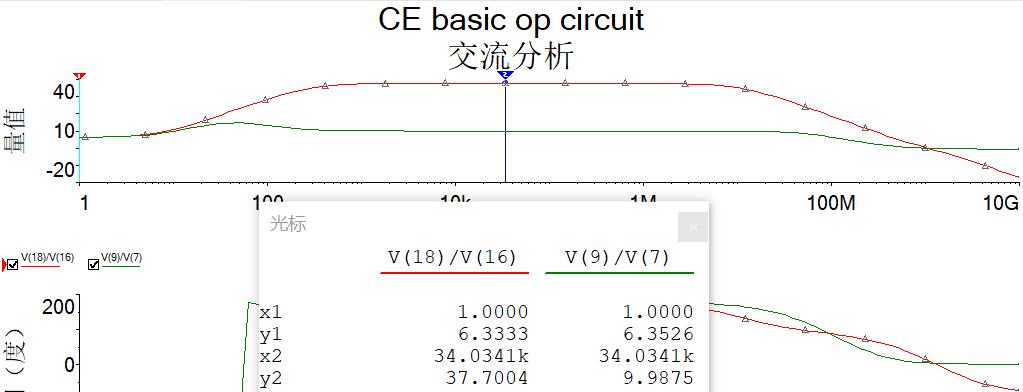 CE basic op circuit
交流分析
量值
40
10
-20
1 100 10k 1M 100M 10G
光标
×
V(18)/V(16) V(9)/V(7)
V(18)/V(16) V(9)/V(7)
x1 1.0000 1.0000
y1 6.3333 6.3526
x2 34.0341k 34.0341k
y2 37.7004 9.9875
200
0
(度)